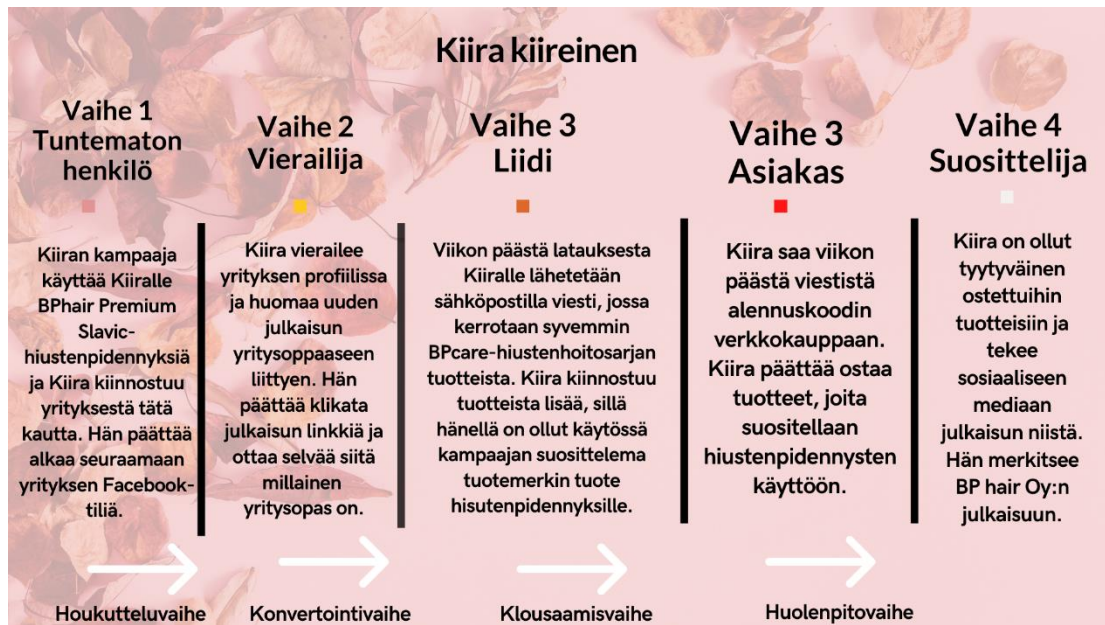 Kiira kiireinen
Vaihe 1
Tuntematon
henkilö
Kiiran kampaaja
käyttää Kiiralle
BPhair Premium
Slavic-
hiustenpidennyksiä
ja Kiira kiinnostuu
yrityksestä tätä
kautta. Hän päättää
alkaa seuraamaan
yrityksen Facebook-
tiliä.
Vaihe 2
Vierailija
Kiira vierailee
yrityksen profiilissa
ja huomaa uuden
julkaisun
yritysoppaaseen
liittyen. Hän
päättää klikata
julkaisun linkkiä ja
ottaa selvää siitä
millainen
yritysopas on.
Vaihe 3
Liidi
Viikon päästä latauksesta
Kiiralle lähetetään
sähköpostilla viesti, jossa
kerrotaan syvemmin
BPcare-hiustenhoitosarjan
tuotteista. Kiira kiinnostuu
tuotteista lisää, sillä
hänellä on ollut käytössä
kampaajan suosittelema
tuotemerkin tuote
hisutenpidennyksille.
Vaihe 3
Asiakas
Kiira saa viikon
päästä viestistä
alennuskoodin
verkkokauppaan.
Kiira päättää ostaa
tuotteet, joita
suositellaan
hiustenpidennysten
käyttöön.
Vaihe 4
Suosittelija
Kiira on ollut
tyytyväinen
ostettuihin
tuotteisiin ja
tekee
sosiaaliseen
mediaan
julkaisun niistä.
Hän merkitsee
BP hair Oy:n
julkaisuun.
Houkutteluvaihe
Konvertointivaihe
Klousaamisvaihe
Huolenpitovaihe